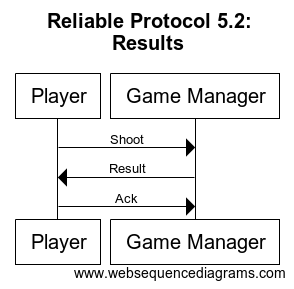 Reliable Protocol 5.2:
Results
Player
Game Manager
Shoot
Result
Ack
Player
Game Manager
www.websequencediagrams.com